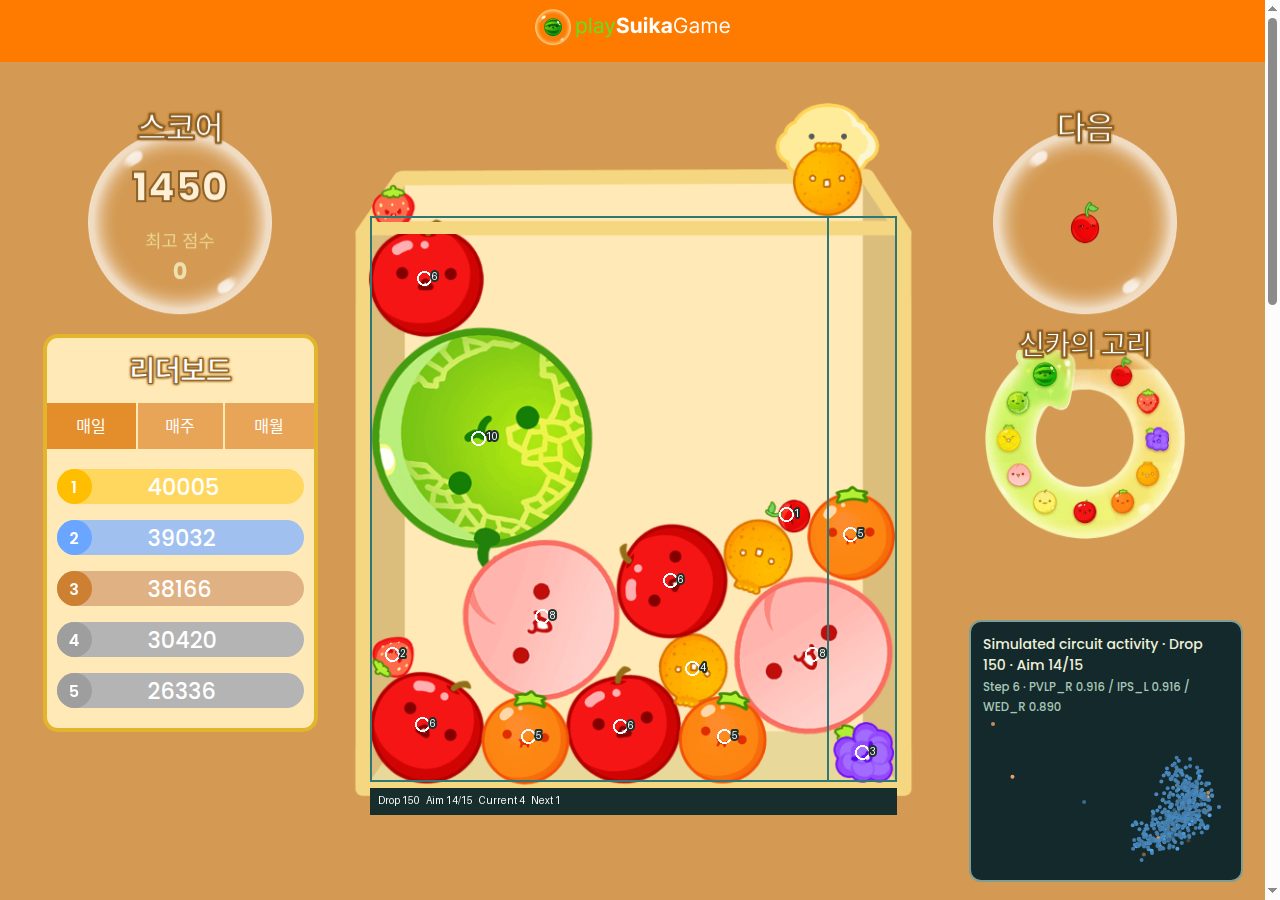 playSuikaGame
스코어
1450
최고 점수
0
다음
신카의 고리
리더보드
매일 매주 매월
1 40005
2 39032
3 38166
4 30420
5 26336
6
10
1
5
6
8
2
4
8
6
5
6
5
3
Drop 150 Aim 14/15 Current 4 Next 1
Simulated circuit activity · Drop
150 · Aim 14/15
Step 6 · PVLP_R 0.916 / IPS_L 0.916 /
WED_R 0.890